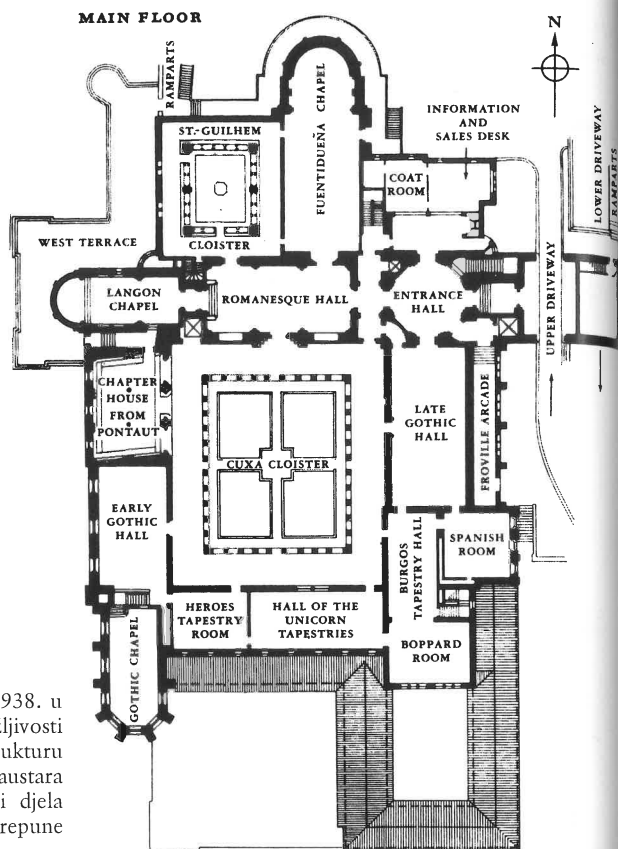 MAIN FLOOR
N
RAMPARTS
INFORMATION
AND
SALES DESK
LOWER DRIVEWAY
RAMPARTS
ST.-GUILHEM
CLOISTER
FUENTIDUEÑA CHAPEL
COAT
ROOM
WEST TERRACE
LANGON
CHAPEL
ROMANESQUE HALL
ENTRANCE
HALL
UPPER DRIVEWAY
CHAPTER
HOUSE
FROM
PONTAUT
CUXA CLOISTER
LATE
GOTHIC
HALL
FROVILLE ARCADE
EARLY
GOTHIC
HALL
BURGOS
TAPESTRY HALL
SPANISH
ROOM
HEROES
TAPESTRY
ROOM
HALL OF THE
UNICORN
TAPESTRIES
BOPPARD
ROOM
GOTHIC CHAPEL
938. u
ljivosti
ukturu
austara
i djela
repune